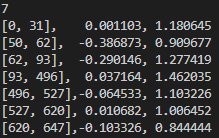 7
[0, 31],    0.001103, 1.180645
[50, 62],  -0.386873, 0.909677
[62, 93],  -0.290146, 1.277419
[93, 496],  0.037164, 1.462035
[496, 527],-0.064533, 1.103226
[527, 620], 0.010682, 1.006452
[620, 647],-0.103326, 0.844444